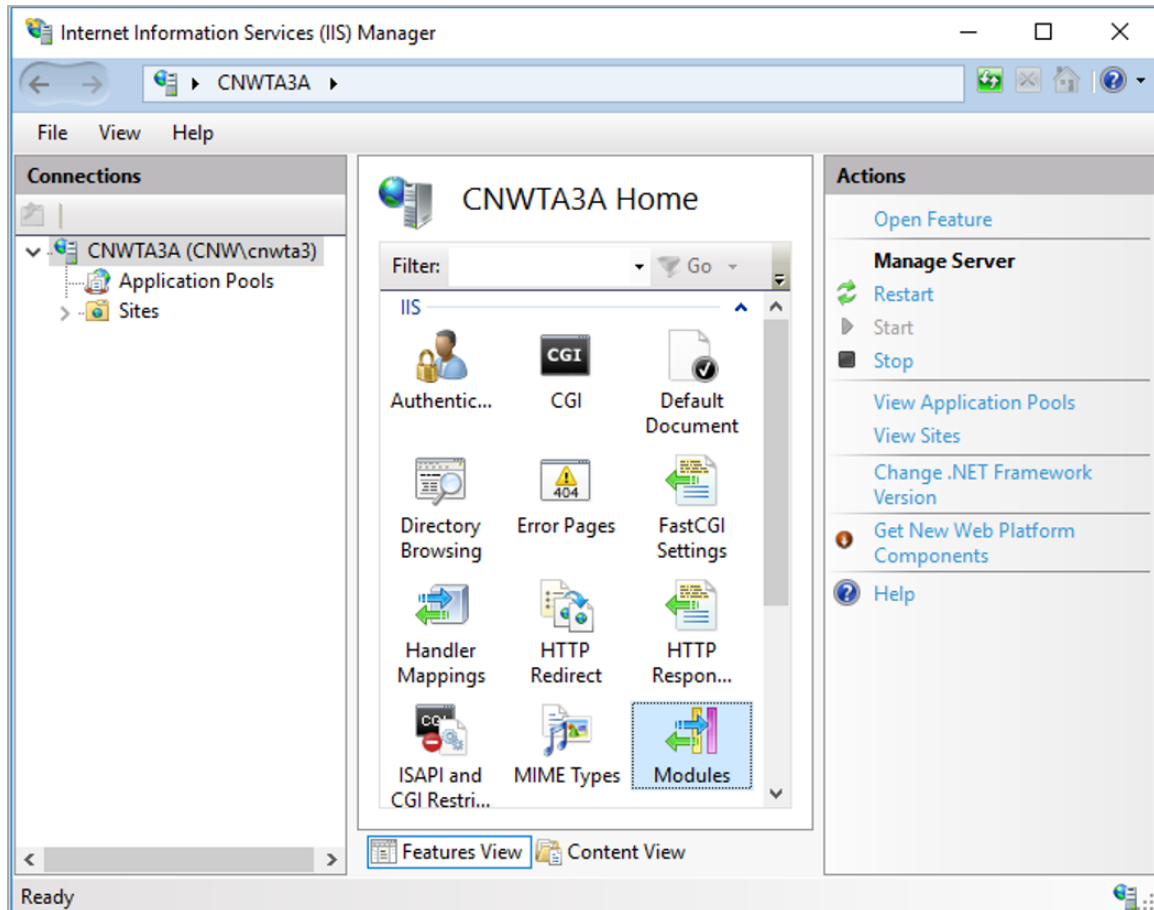 Internet Information Services (IIS) Manager
CNWTA3A
File View Help
Connections
CNWTA3A (CNW\cnwta3)
Application Pools
Sites
CNWTA3A Home
Filter:
Go
IIS
Authentic...
CGI
CGI
Default
Document
Directory
Browsing
404
Error Pages
FastCGI
Settings
Handler
Mappings
HTTP
Redirect
HTTP
Respon...
CGI
ISAPI and
CGI Restri...
MIME Types
Modules
Features View
Content View
Actions
Open Feature
Manage Server
Restart
Start
Stop
View Application Pools
View Sites
Change .NET Framework
Version
Get New Web Platform
Components
Help
Ready